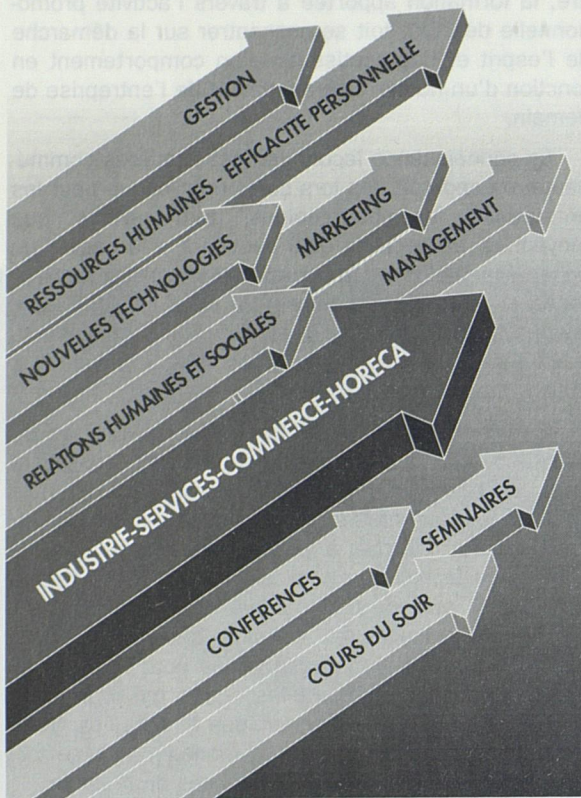 GESTION
RESSOURCES HUMAINES - EFFICACITE PERSONNELLE
NOUVELLES TECHNOLOGIES
MARKETING
MANAGEMENT
RELATIONS HUMAINES ET SOCIALES
INDUSTRIE-SERVICES-COMMERCE-HORECA
SEMINAIRES
CONFERENCES
COURS DU SOIR